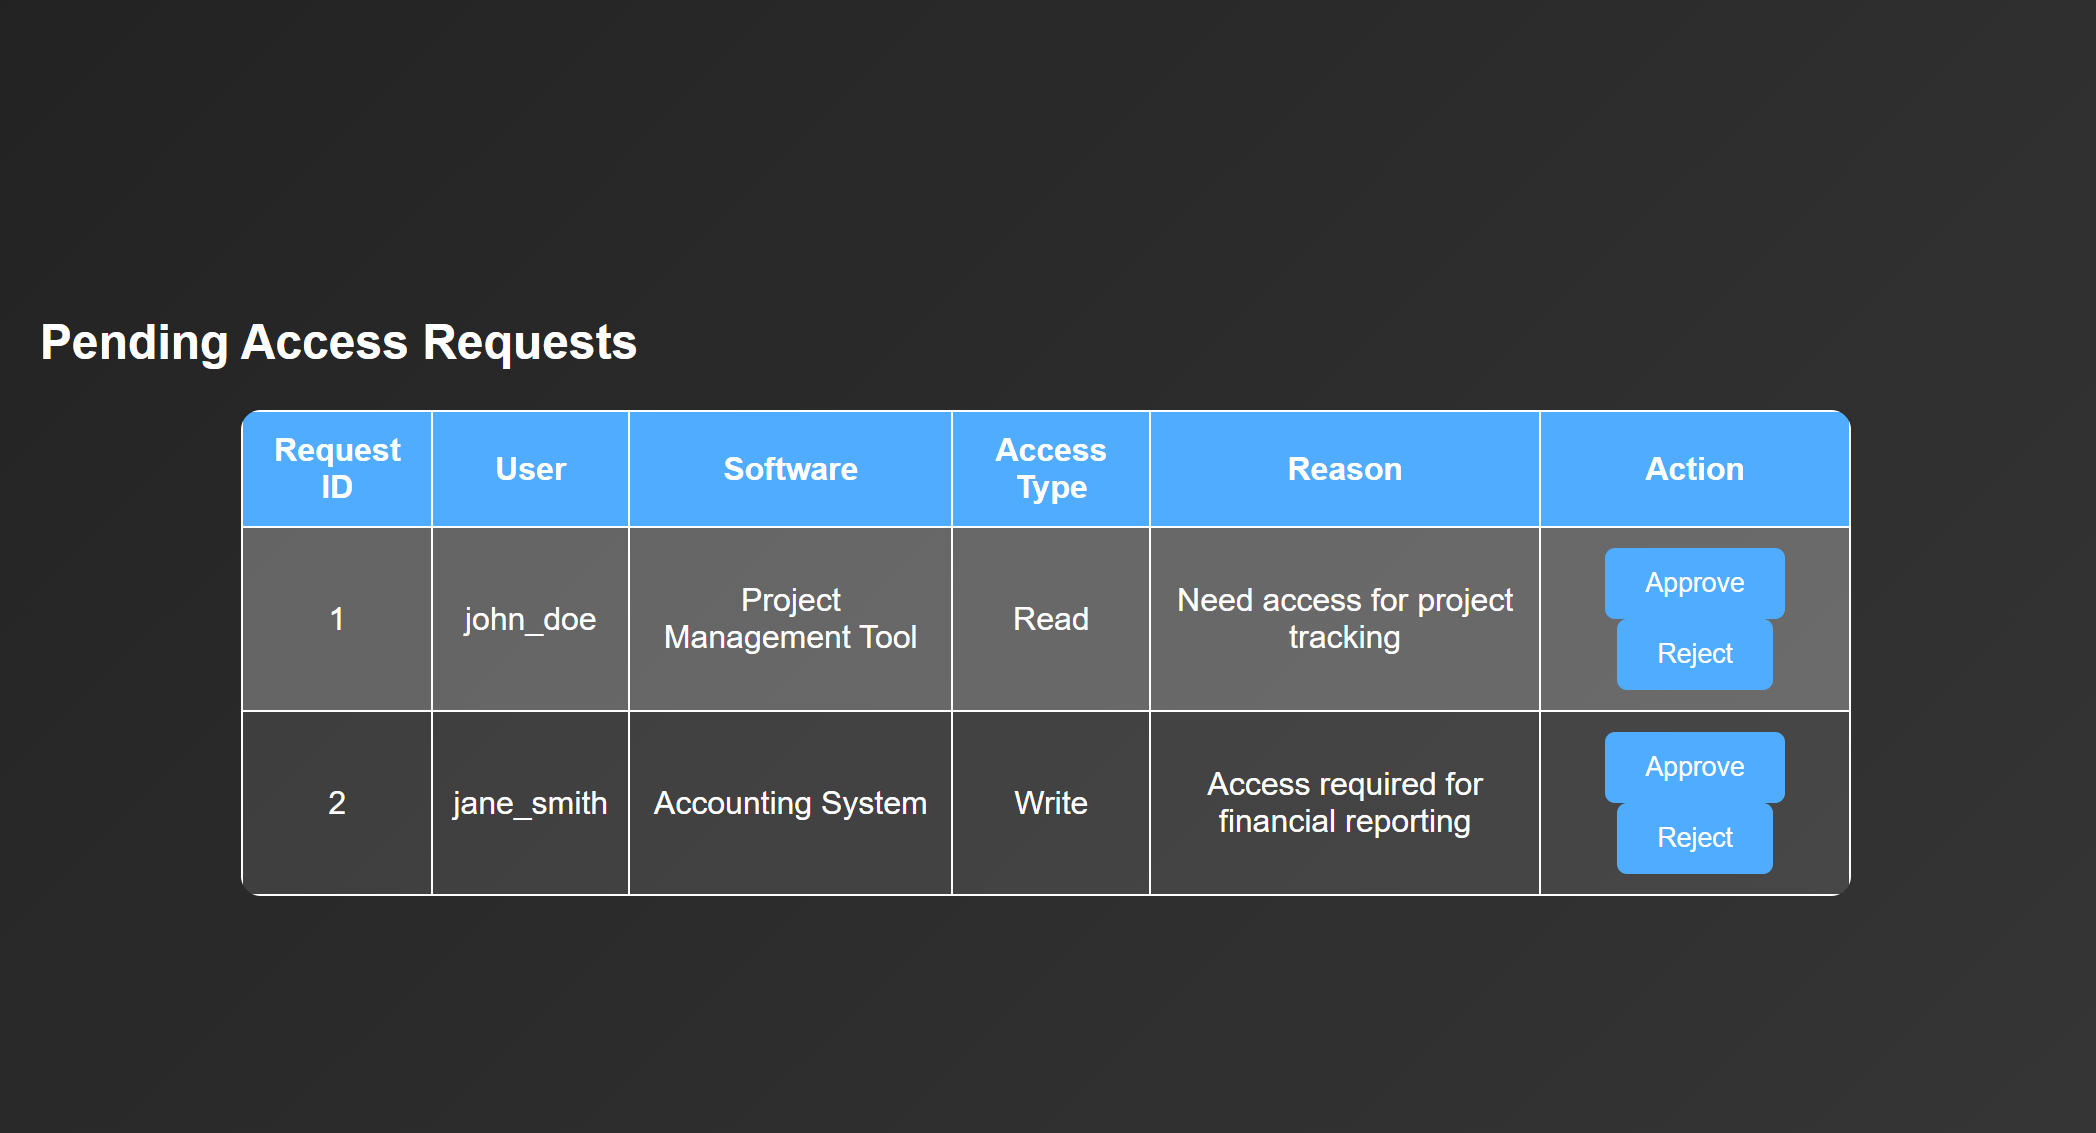 Pending Access Requests
Request ID User Software Access Type Reason Action
1 john_doe Project Management Tool Read Need access for project tracking Approve Reject
2 jane_smith Accounting System Write Access required for financial reporting Approve Reject